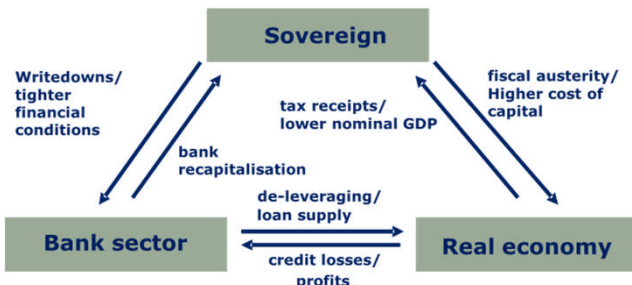 Sovereign
Writedowns/
tighter
financial
conditions
fiscal austerity/
Higher cost of
capital
tax receipts/
lower nominal GDP
bank
recapitalisation
de-leveraging/
loan supply
Bank sector
Real economy
credit losses/
profits